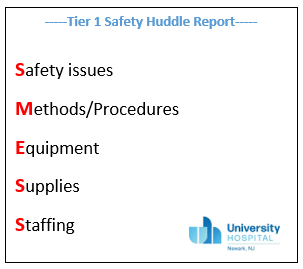 -----Tier 1 Safety Huddle Report-----
Safety issues
Methods/Procedures
Equipment
Supplies
Staffing
University
HOSPITAL
Newark, NJ